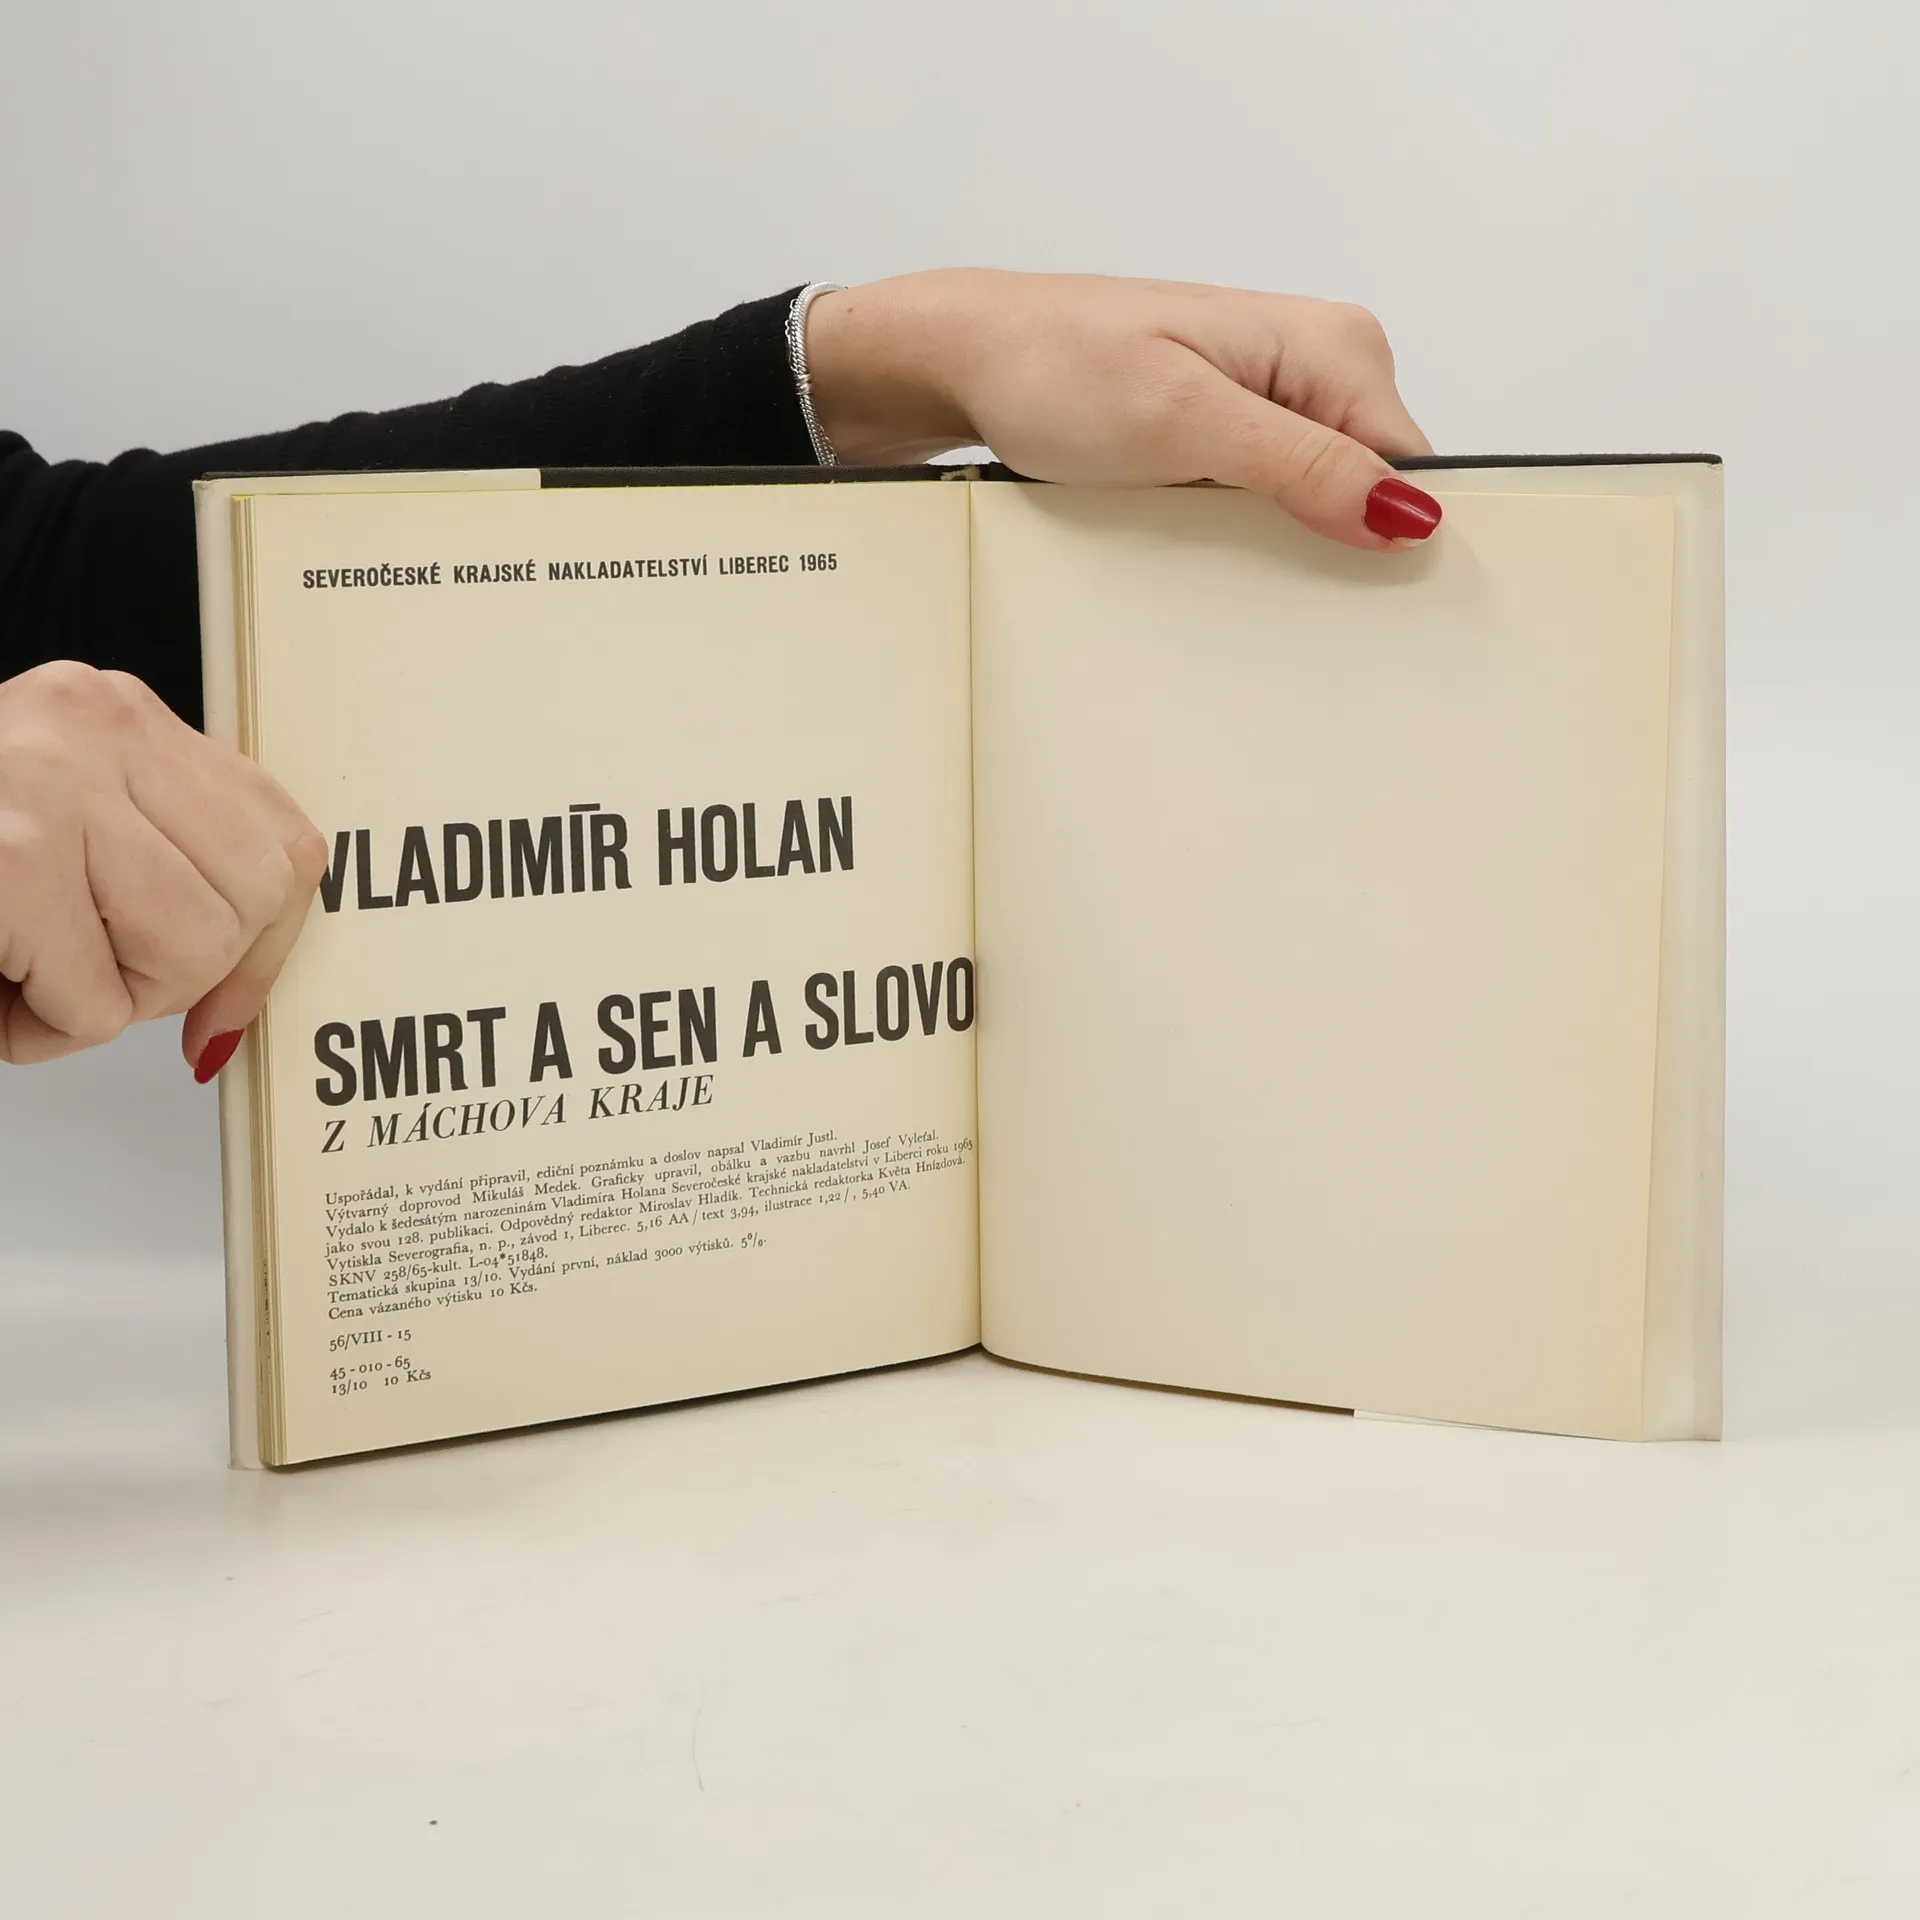 SEVEROČESKÉ KRAJSKÉ NAKLADATELSTVÍ LIBEREC 1965
VLADIMÍR HOLAN
SMRT A SEN A SLOVO
Z MÁCHOVA KRAJE
Uspořádal, k vydání připravil, ediční poznámku a doslov napsal Vladimír Justl.
Výtvarný doprovod Mikuláš Medek. Graficky upravil, obálku a vazbu navrhl Josef Vyleťal.
Vydalo k šedesátým narozeninám Vladimíra Holana Severočeské krajské nakladatelství v Liberci roku 1965
jako svou 128. publikaci. Odpovědný redaktor Miroslav Hladík. Technická redaktorka Květa Hnízdová.
Vytiskla Severografia, n. p., závod 1, Liberec. 5,16 AA / text 3,94, ilustrace 1,22 / , 5,40 VA.
SKNV 258/65-kult. L-04*51848.
Tematická skupina 13/10. Vydání první, náklad 3000 výtisků. 5%.
Cena vázaného výtisku 10 Kčs.
56/VIII - 15
45 - 010 - 65
13/10 10 Kčs